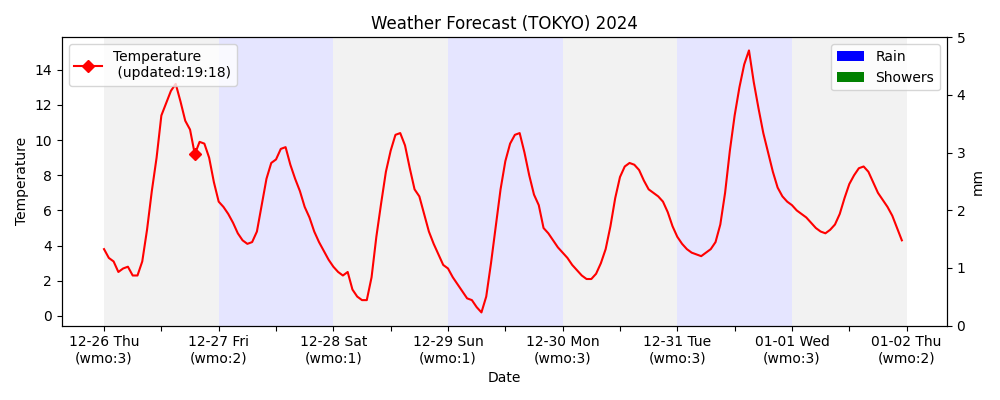 Weather Forecast (TOKYO) 2024
Temperature
(updated:19:18)
Rain
Showers
Temperature
14
12
10
8
6
4
2
0
5
4
3
2
1
0
mm
12-26 Thu
(wmo:3)
12-27 Fri
(wmo:2)
12-28 Sat
(wmo:1)
12-29 Sun
(wmo:1)
12-30 Mon
(wmo:3)
12-31 Tue
(wmo:3)
01-01 Wed
(wmo:3)
01-02 Thu
(wmo:2)
Date